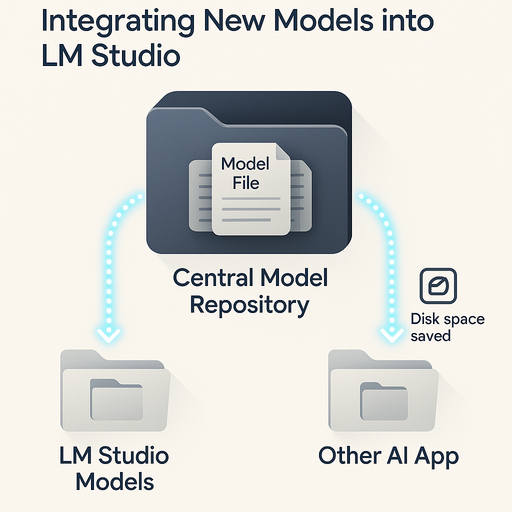 Integrating New Models into
LM Studio
Model
File
Central Model
Repository
Disk space
saved
LM Studio
Models
Other AI App